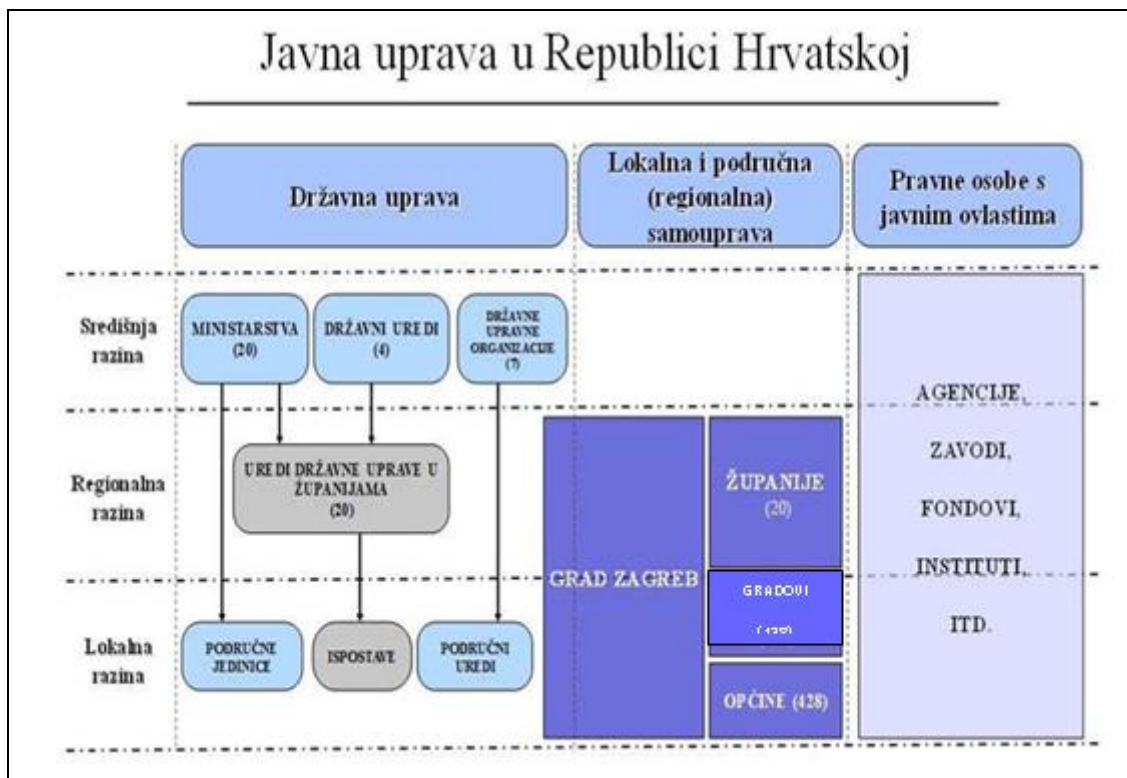 Javna uprava u Republici Hrvatskoj
Državna uprava
Lokalna i područna
(regionalna)
samouprava
Pravne osobe s
javnim ovlastima
Središnja
razina
MINISTARSTVA
(20)
DRŽAVNI UREDI
(4)
DRŽAVNE
UPRAVNE
ORGANIZACIJE
(7)
Regionalna
razina
UREDI DRŽAVNE UPRAVE U
ŽUPANIJAMA
(20)
Lokalna
razina
PODRUČNE
JEDINICE
ISPOSTAVE
PODRUČNI
UREDI
GRAD ZAGREB
ŽUPANIJE
(20)
GRADOVI
OPĆINE (428)
AGENCIJE,
ZAVODI,
FONDOVI,
INSTITUTI,
ITD.